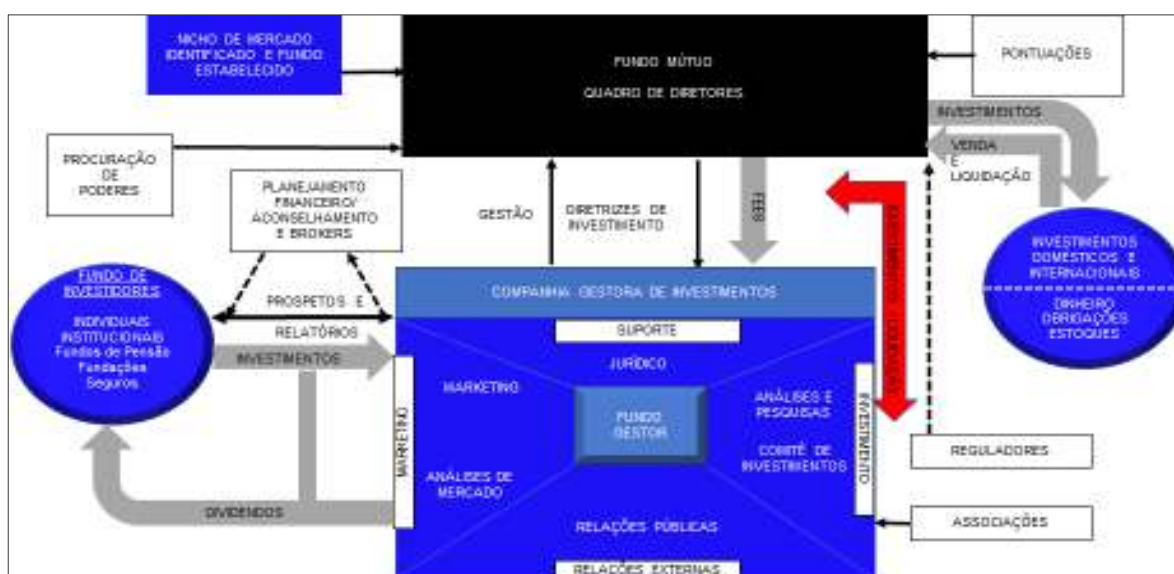 NICHO DE MERCADO
IDENTIFICADO E FUNDO
ESTABELECIDO
FUNDO MÚTUO
QUADRO DE DIRETORES
PONTUAÇÕES
INVESTIMENTOS
VENDA
E
LIQUIDAÇÃO
PROCURAÇÃO
DE
PODERES
PLANEJAMENTO
FINANCEIRO/
ACONSELHAMENTO
E BROKERS
GESTÃO
DIRETRIZES DE
INVESTIMENTO
FEES
INVESTIMENTOS
DOMÉSTICOS E
INTERNACIONAIS
DINHEIRO
OBRIGAÇÕES
ESTOQUES
FUNDO DE
INVESTIDORES
INDIVIDUAIS
INSTITUCIONAIS
Fundos de Pensão
Fundações
Seguros
PROSPETOS E
RELATÓRIOS
INVESTIMENTOS
COMPANHIA GESTORA DE INVESTIMENTOS
SUPORTE
JURÍDICO
MARKETING
MARKETING
ANÁLISES DE
MERCADO
FUNDO
GESTOR
ANÁLISES E
PESQUISAS
COMITÊ DE
INVESTIMENTOS
INVESTIMENTO
REGULADORES
ASSOCIAÇÕES
DIVIDENDOS
RELAÇÕES PÚBLICAS
RELAÇÕES EXTERNAS